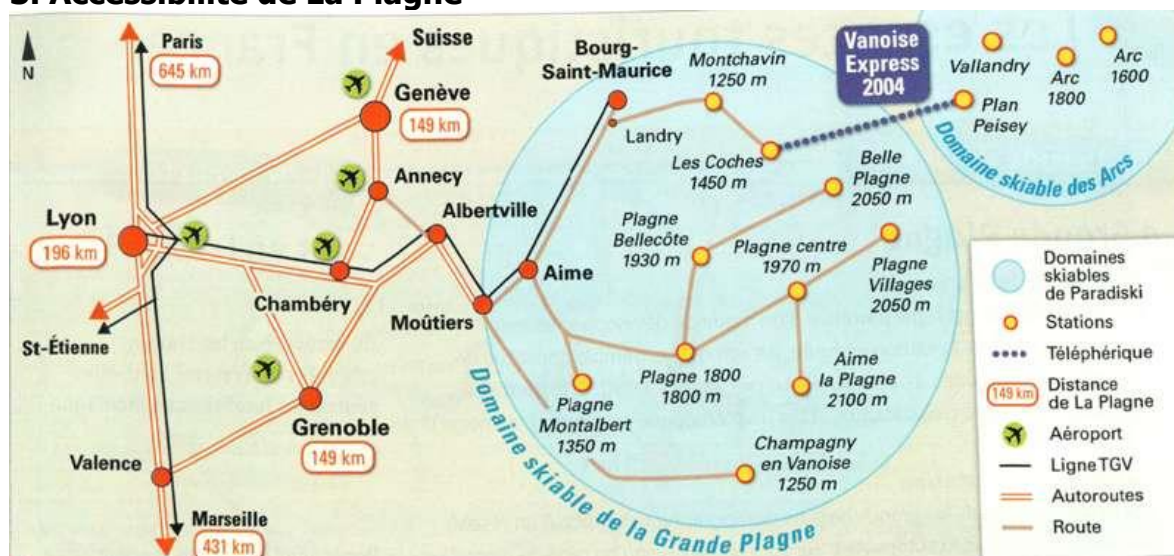 3. Accessibilité de La Plagne
N
Paris
645 km
Suisse
Genève
149 km
Annecy
Lyon
196 km
Albertville
Chambéry
St-Étienne
Moûtiers
Aime
Grenoble
149 km
Valence
Marseille
431 km
Bourg-
Saint-Maurice
Landry
Montchavin
1250 m
Les Coches
1450 m
Vanoise
Express
2004
Vallandry
Arc
1800
Arc
1600
Plan
Peisey
Domaine skiable des Arcs
Belle
Plagne
2050 m
Plagne
Bellecôte
1930 m
Plagne centre
1970 m
Plagne
Villages
2050 m
Plagne 1800
1800 m
Aime
la Plagne
2100 m
Plagne
Montalbert
1350 m
Champagny
en Vanoise
1250 m
Domaine skiable de la Grande Plagne
Domaines
skiables
de Paradiski
Stations
Téléphérique
149 km
Distance
de La Plagne
Aéroport
Ligne TGV
Autoroutes
Route